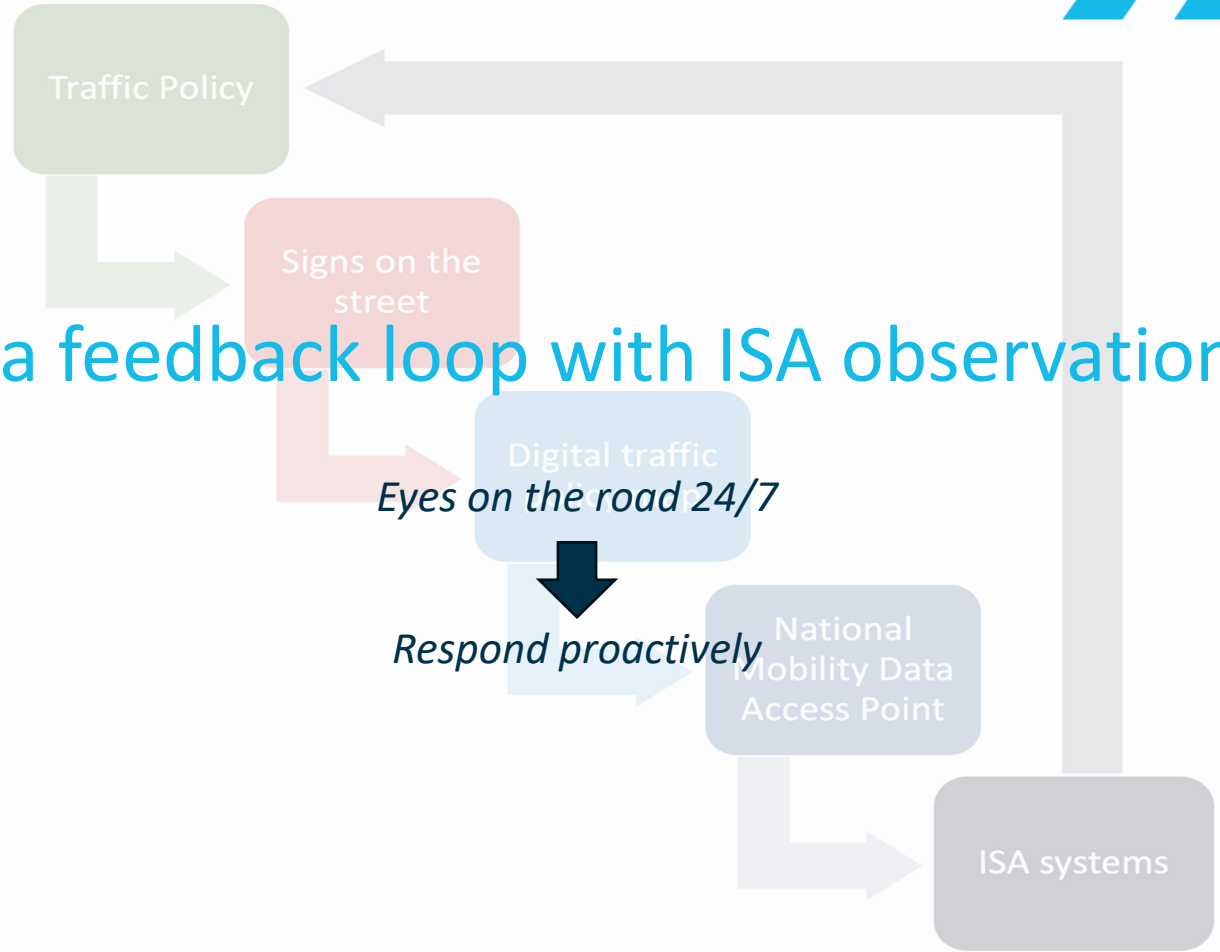 Traffic Policy
Signs on the
street
a feedback loop with ISA observation
Digital traffic
Eyes on the road 24/7
Respond proactively
National
Mobility Data
Access Point
ISA systems